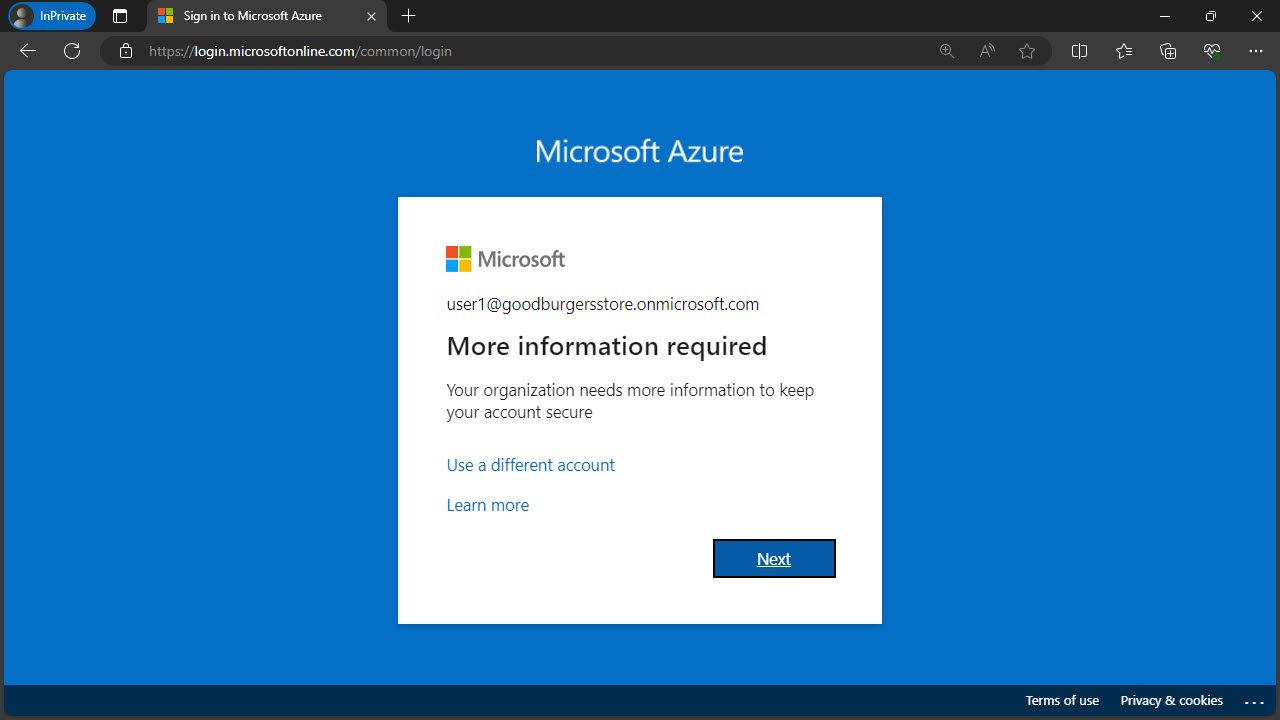 InPrivate
Sign in to Microsoft Azure
https://login.microsoftonline.com/common/login
Microsoft Azure
Microsoft
user1@goodburgersstore.onmicrosoft.com
More information required
Your organization needs more information to keep
your account secure
Use a different account
Learn more
Next
Terms of use Privacy & cookies ...